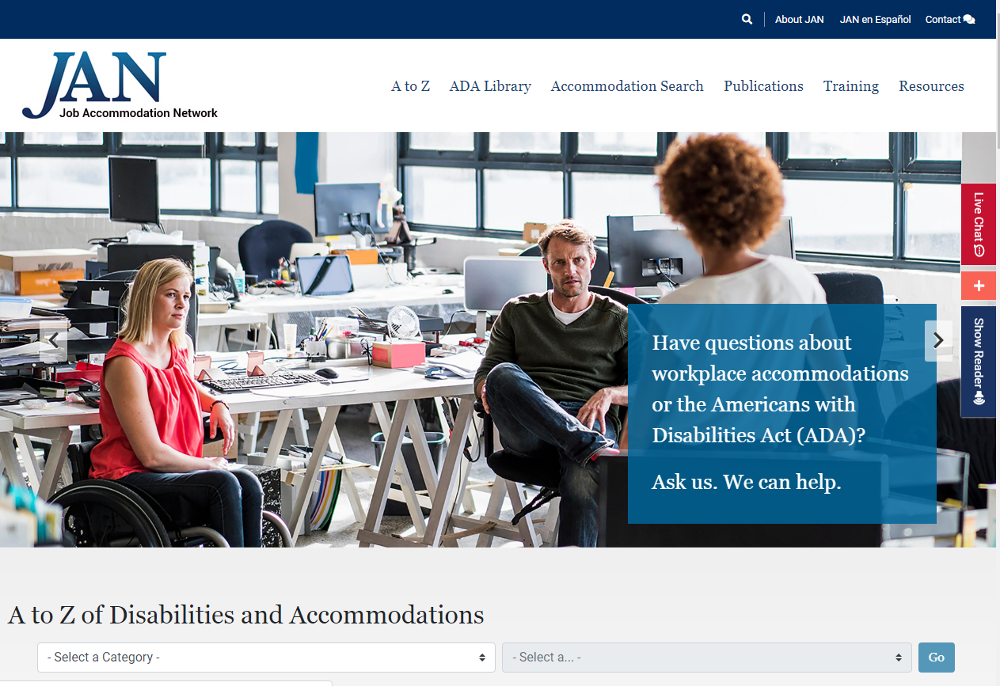 About JAN
JAN en Español
Contact
JAN
Job Accommodation Network
A to Z
ADA Library
Accommodation Search
Publications
Training
Resources
Live Chat
+
Show Reader
Have questions about
workplace accommodations
or the Americans with
Disabilities Act (ADA)?
Ask us. We can help.
A to Z of Disabilities and Accommodations
- Select a Category -
- Select a... -
Go